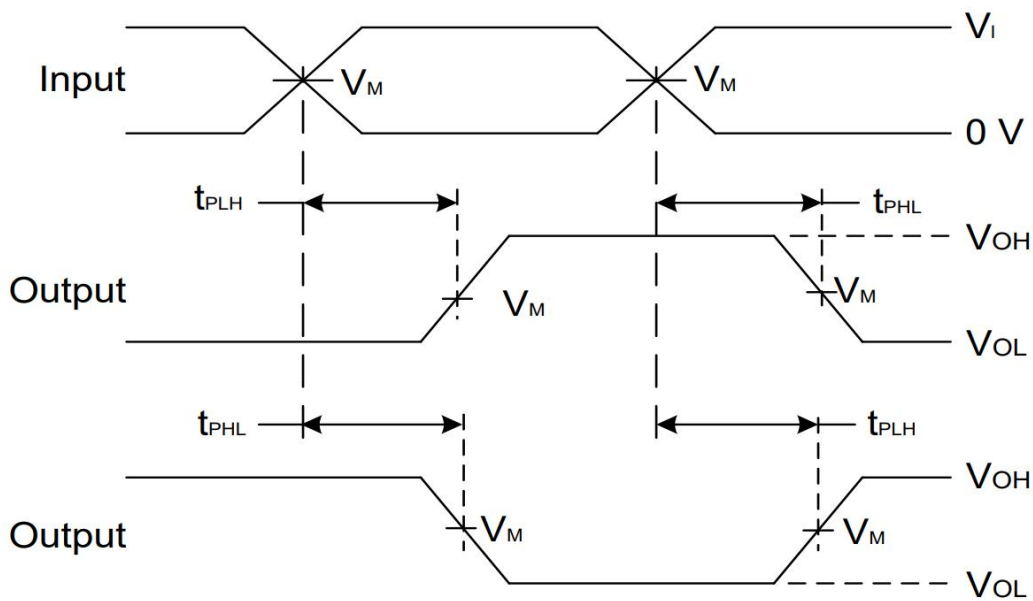 VI
Input
VM
VM
0 V
tPLH
tPHL
VOH
Output
VM
VM
VOL
tPHL
tPLH
VOH
Output
VM
VM
VOL